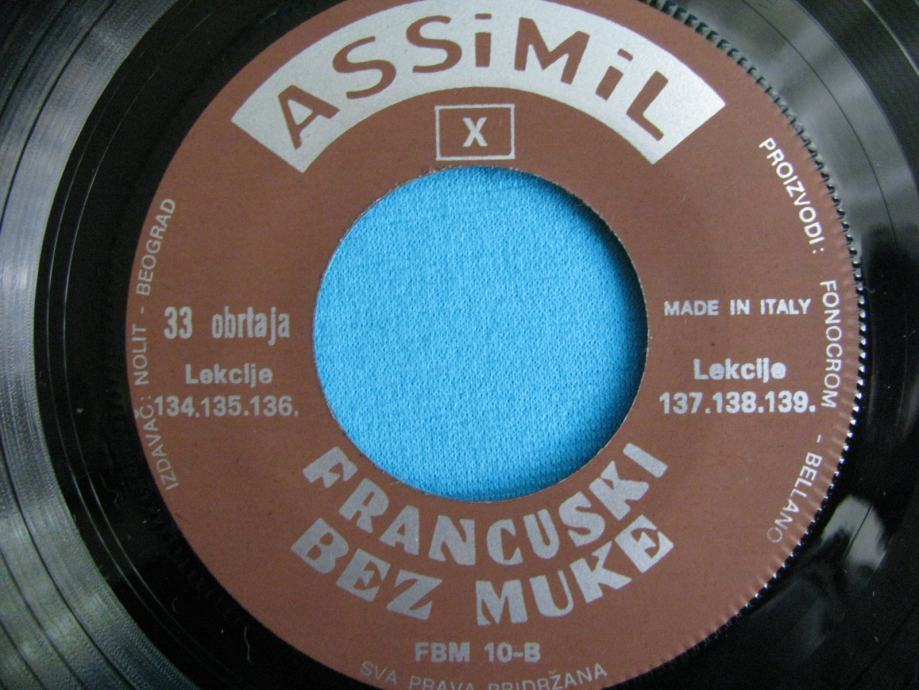 ASSiMiL
X
IZDAVAČ: NOLIT - BEOGRAD
PROIZVODI: FONOCROM - BELLANO
33 obrtaja
MADE IN ITALY
Lekcije
134.135.136.
Lekcije
137.138.139.
FRANCUSKI
BEZ MUKE
FBM 10-B
SVA PRAVA PRIDRŽANA